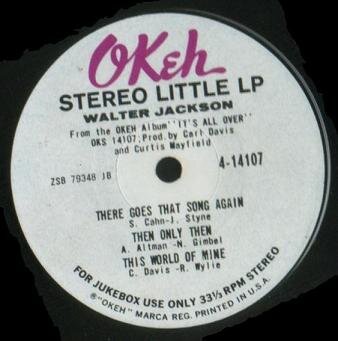 OKeh
STEREO LITTLE LP
WALTER JACKSON
From the OKEH Album "IT'S ALL OVER"
OKS 14107; Prod. by Carl Davis
and Curtis Mayfield
ZSB 79348 1B
4-14107
THERE GOES THAT SONG AGAIN
S. Cahn-J. Styne
THEN ONLY THEN
A. Altman -N. Gimbel
THIS WORLD OF MINE
C. Davis -R. Wylie
FOR JUKEBOX USE ONLY 33⅓ RPM STEREO
® "OKEH" MARCA REG. PRINTED IN U.S.A.